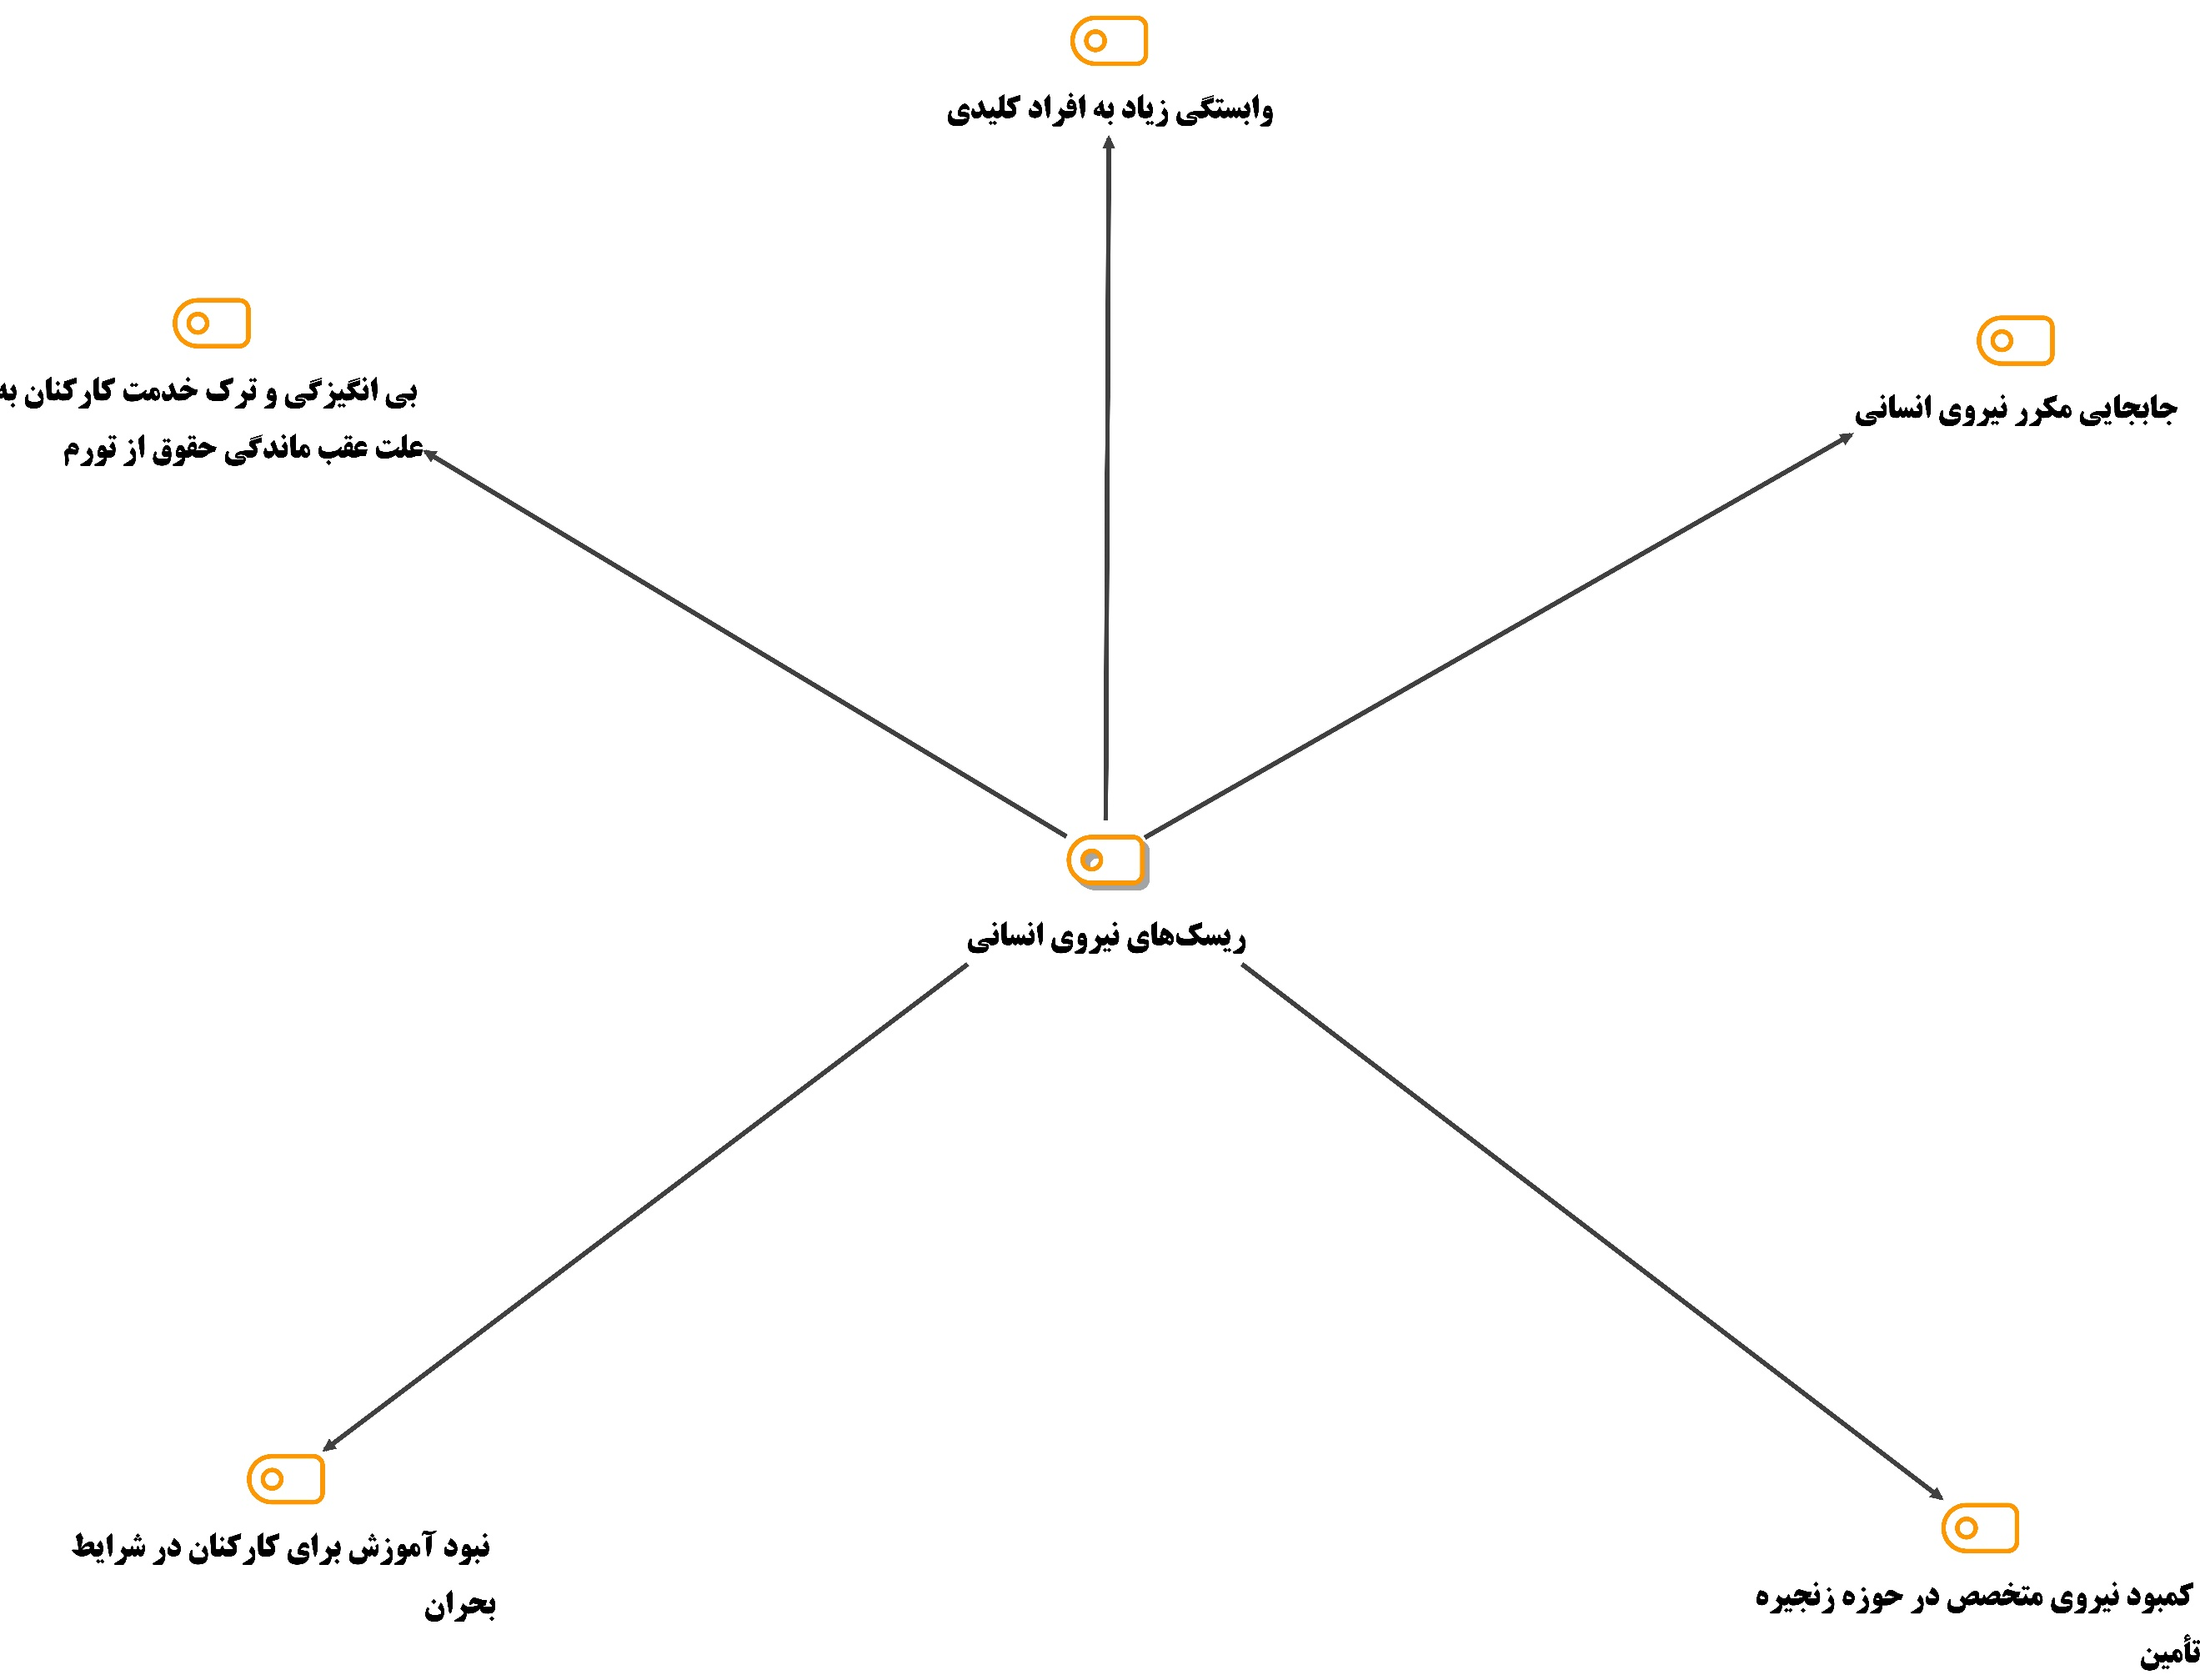 وابستگی زیاد به افراد کلیدی
جابجایی مکرر نیروی انسانی
بی انگیزگی و ترک خدمت کارکنان به
علت عقب ماندگی حقوق از تورم
ریسک‌های نیروی انسانی
کمبود نیروی متخصص در حوزه زنجیره
تأمین
نبود آموزش برای کارکنان در شرایط
بحران